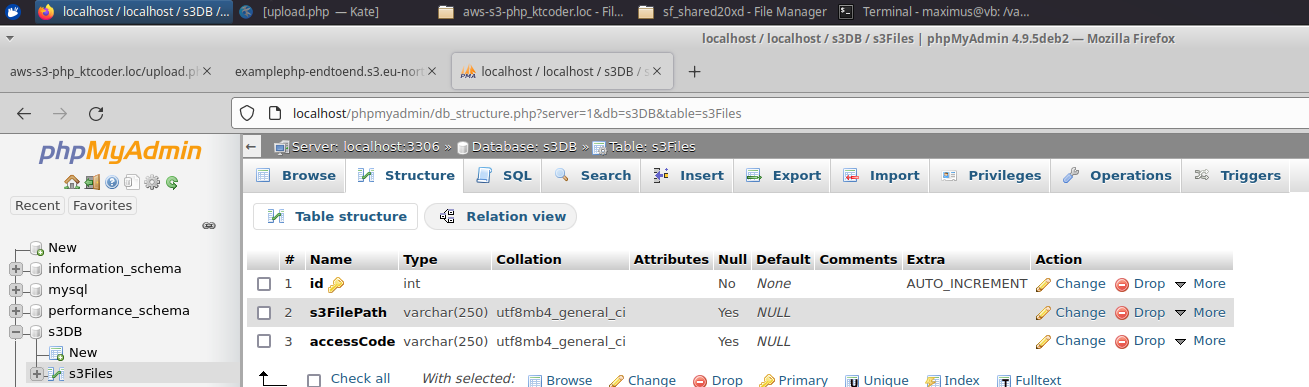 localhost / localhost / s3DB /... [upload.php — Kate] aws-s3-php_ktcoder.loc - Fil... sf_shared20xd - File Manager Terminal - maximus@vb: /va...
localhost / localhost / s3DB / s3Files | phpMyAdmin 4.9.5deb2 — Mozilla Firefox
aws-s3-php_ktcoder.loc/upload.ph examplephp-endtoend.s3.eu-nort PMA localhost / localhost / s3DB / s
localhost/phpmyadmin/db_structure.php?server=1&db=s3DB&table=s3Files
phpMyAdmin
Recent Favorites
New
information_schema
mysql
performance_schema
s3DB
New
s3Files
Server: localhost:3306 » Database: s3DB » Table: s3Files
Browse Structure SQL Search Insert Export Import Privileges Operations Triggers
Table structure Relation view
# Name Type Collation Attributes Null Default Comments Extra Action
1 id int No None AUTO_INCREMENT Change Drop More
2 s3FilePath varchar(250) utf8mb4_general_ci Yes NULL Change Drop More
3 accessCode varchar(250) utf8mb4_general_ci Yes NULL Change Drop More
Check all With selected: Browse Change Drop Primary Unique Index Fulltext